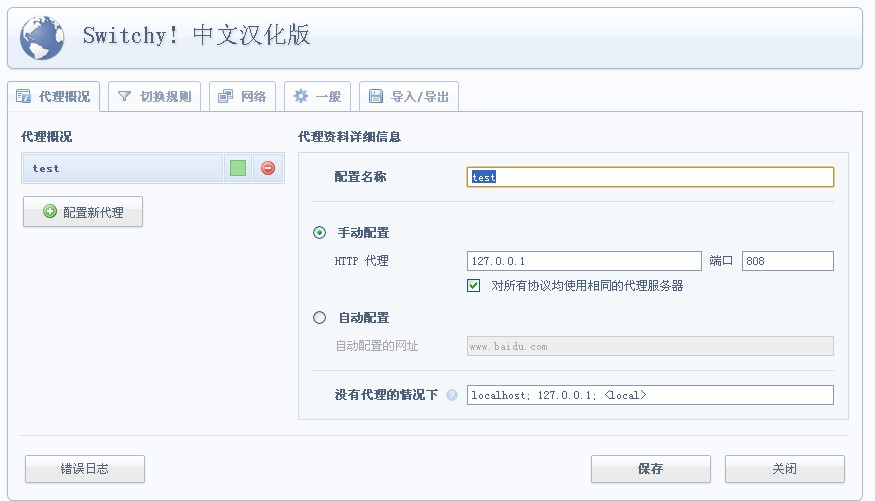 Switchy! 中文汉化版
代理概况 切换规则 网络 一般 导入/导出
代理概况
test
配置新代理
代理资料详细信息
配置名称 test
手动配置
HTTP 代理 127.0.0.1 端口 808
对所有协议均使用相同的代理服务器
自动配置
自动配置的网址 www.baidu.com
没有代理的情况下 ? localhost; 127.0.0.1; <local>
错误日志 保存 关闭